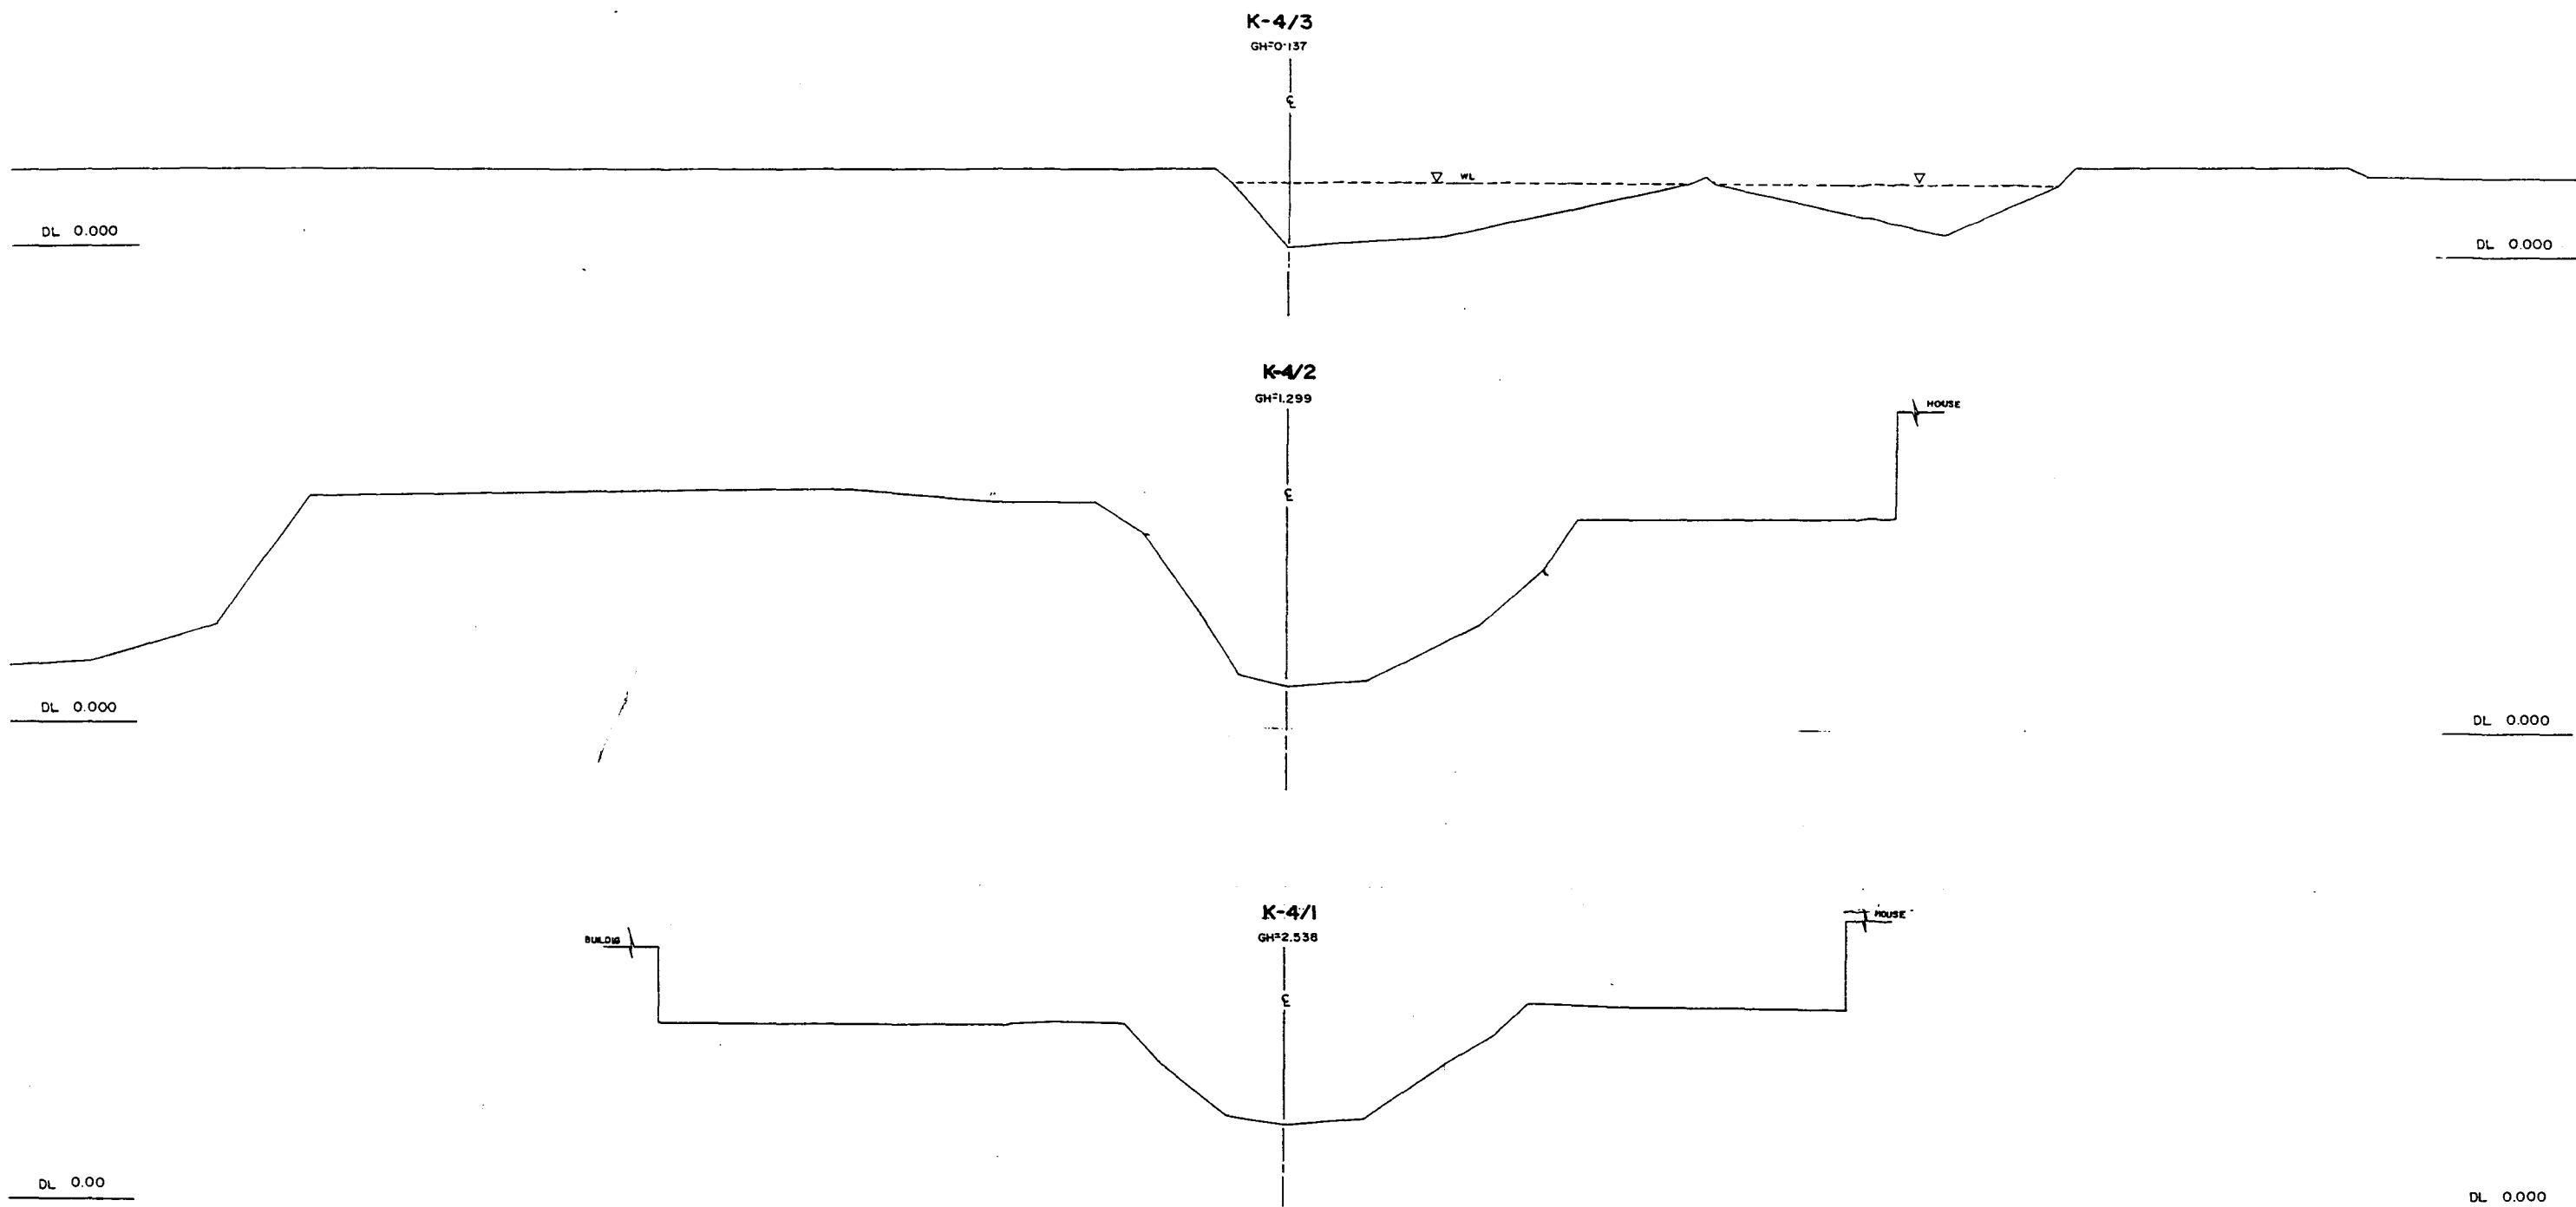 K-4/3
GH=0.137
℄
WL
DL 0.000
DL 0.000
K-4/2
GH=1.299
HOUSE
℄
DL 0.000
DL 0.000
K-4/1
GH=2.538
BUILDIG
HOUSE
℄
DL 0.00
DL 0.000